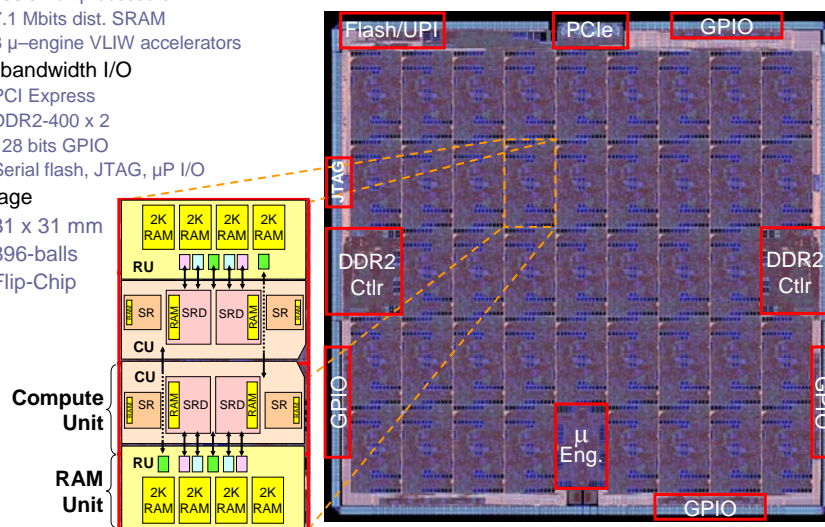 7.1 Mbits dist. SRAM
µ–engine VLIW accelerators
bandwidth I/O
PCI Express
DDR2-400 x 2
28 bits GPIO
Serial flash, JTAG, µP I/O
31 x 31 mm
896-balls
Flip-Chip
Flash/UPI
PCIe
GPIO
JTAG
DDR2
Ctlr
DDR2
Ctlr
GPIO
GPIO
µ
Eng.
GPIO
2K 2K 2K 2K
RAM RAM RAM RAM
RU
RAM SR RAM SRD SRD SR RAM
CU
CU
SR RAM SRD SRD RAM SR
Compute
Unit
RU
RAM
Unit
2K 2K 2K 2K
RAM RAM RAM RAM